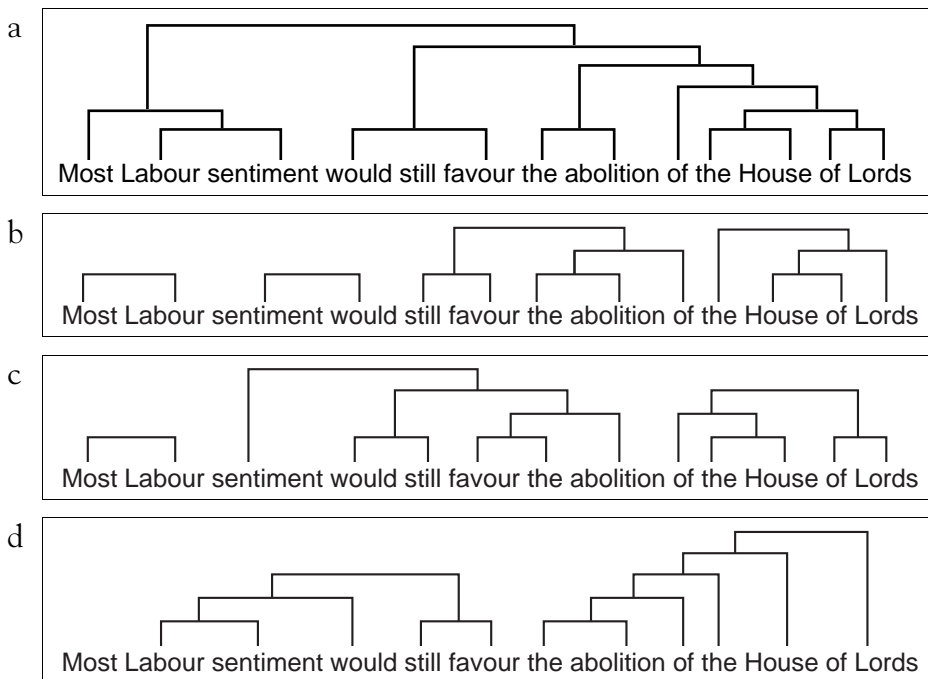 a
Most Labour sentiment would still favour the abolition of the House of Lords
b
Most Labour sentiment would still favour the abolition of the House of Lords
c
Most Labour sentiment would still favour the abolition of the House of Lords
d
Most Labour sentiment would still favour the abolition of the House of Lords